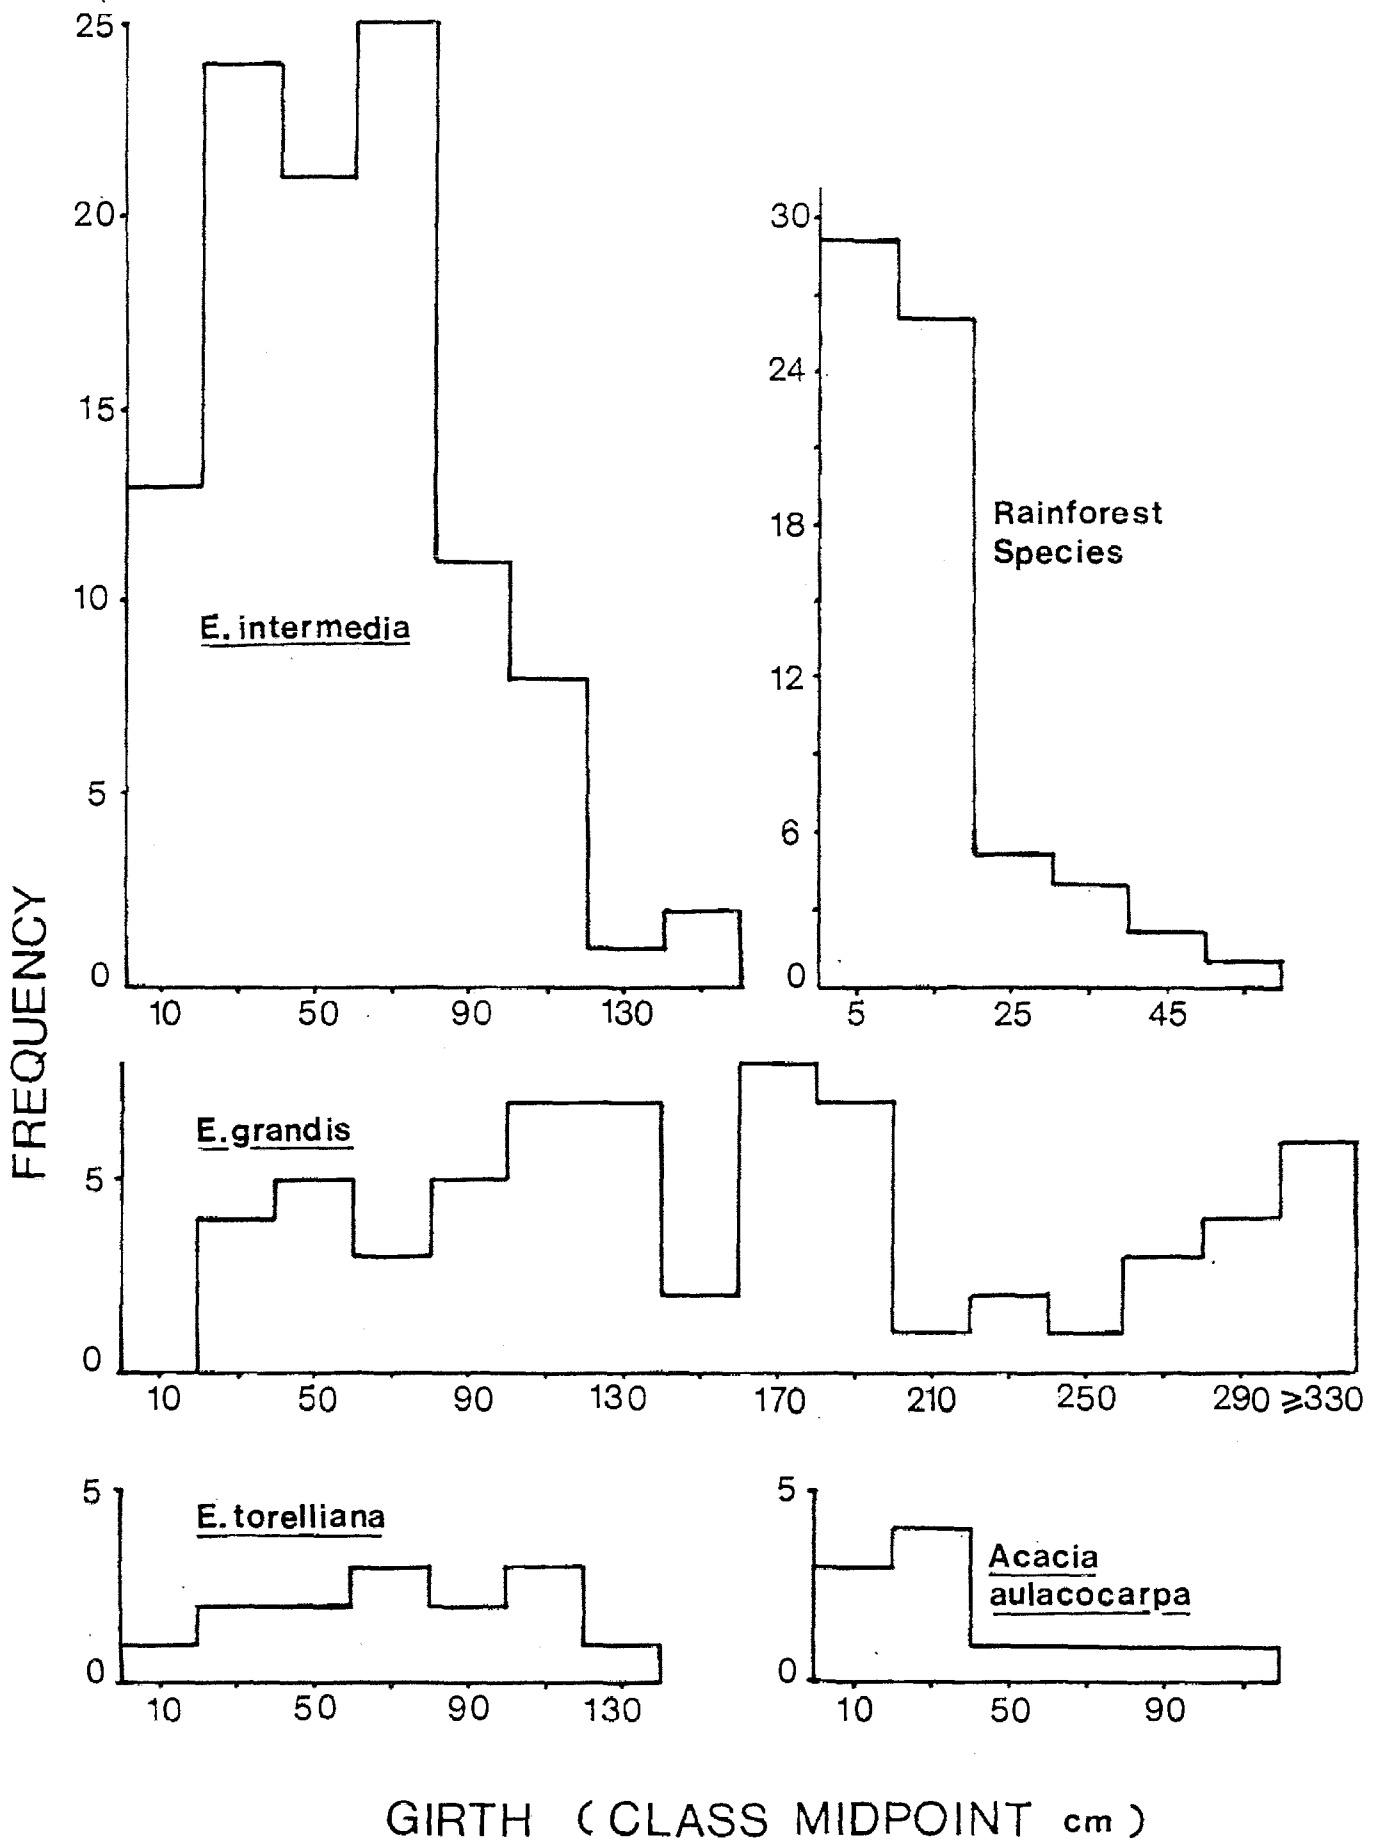 25
20
15
10
5
0
E. intermedia
10 50 90 130
30
24
18
12
6
0
Rainforest
Species
5 25 45
FREQUENCY
E. grandis
5
0
10 50 90 130 170 210 250 290 ≥330
5
0
E. torelliana
10 50 90 130
5
0
Acacia
aulacocarpa
10 50 90
GIRTH (CLASS MIDPOINT cm)